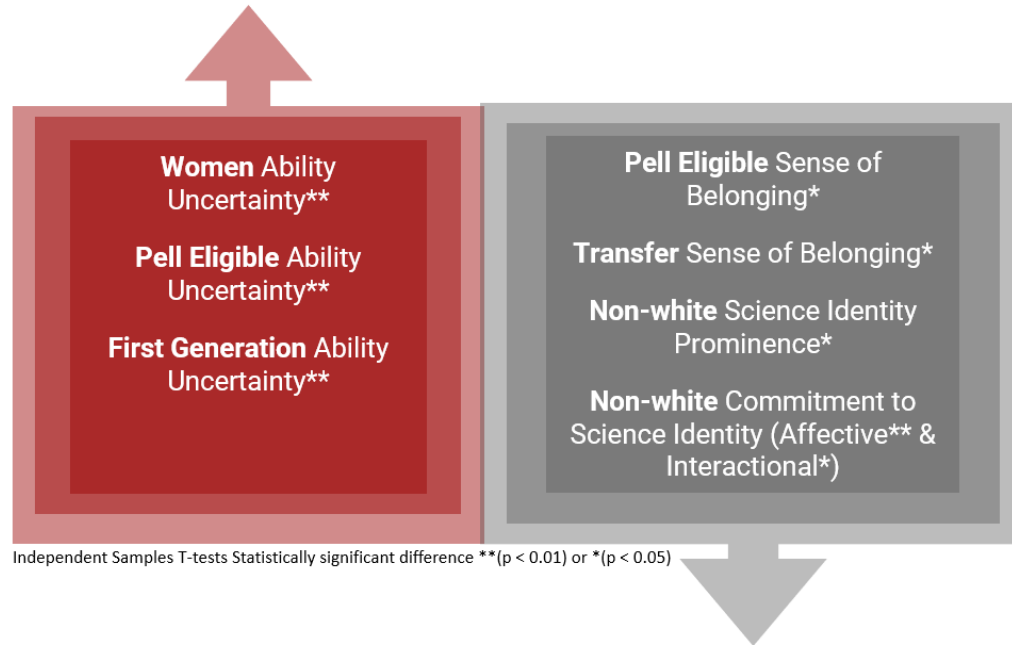 Women Ability
Uncertainty**
Pell Eligible Ability
Uncertainty**
First Generation Ability
Uncertainty**
Pell Eligible Sense of
Belonging*
Transfer Sense of Belonging*
Non-white Science Identity
Prominence*
Non-white Commitment to
Science Identity (Affective** &
Interactional*)
Independent Samples T-tests Statistically significant difference **(p < 0.01) or *(p < 0.05)